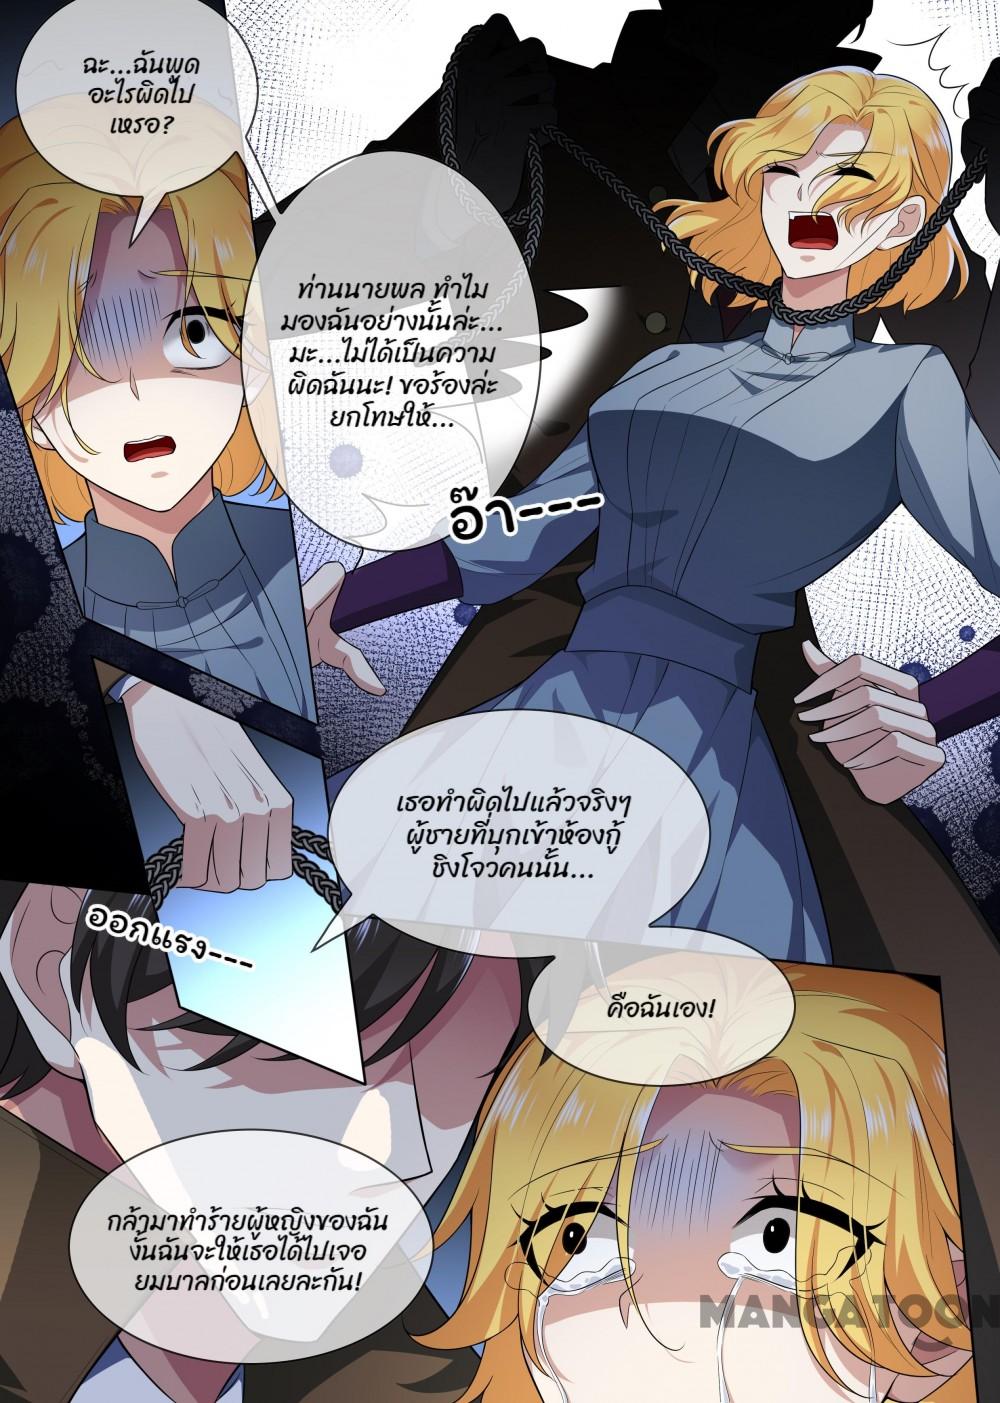 ฉะ...ฉันพูด
อะไรผิดไป
เหรอ?
ท่านนายพล ทำไม
มองฉันอย่างนั้นล่ะ...
มะ...ไม่ได้เป็นความ
ผิดฉันนะ! ขอร้องล่ะ
ยกโทษให้...
อ๊า----
เธอทำผิดไปแล้วจริงๆ
ผู้ชายที่บุกเข้าห้องกู้
ชิงโจวคนนั้น...
ออกแรง---
คือฉันเอง!
กล้ามาทำร้ายผู้หญิงของฉัน
งั้นฉันจะให้เธอได้ไปเจอ
ยมบาลก่อนเลยละกัน!
MANGATOON